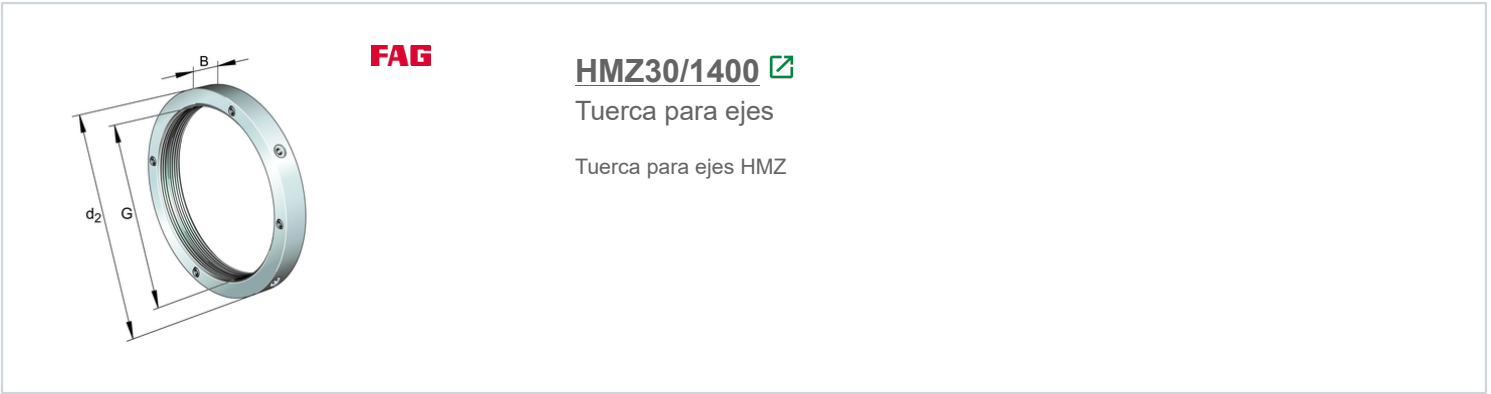 B
FAG
HMZ30/1400
Tuerca para ejes
Tuerca para ejes HMZ
d2
G